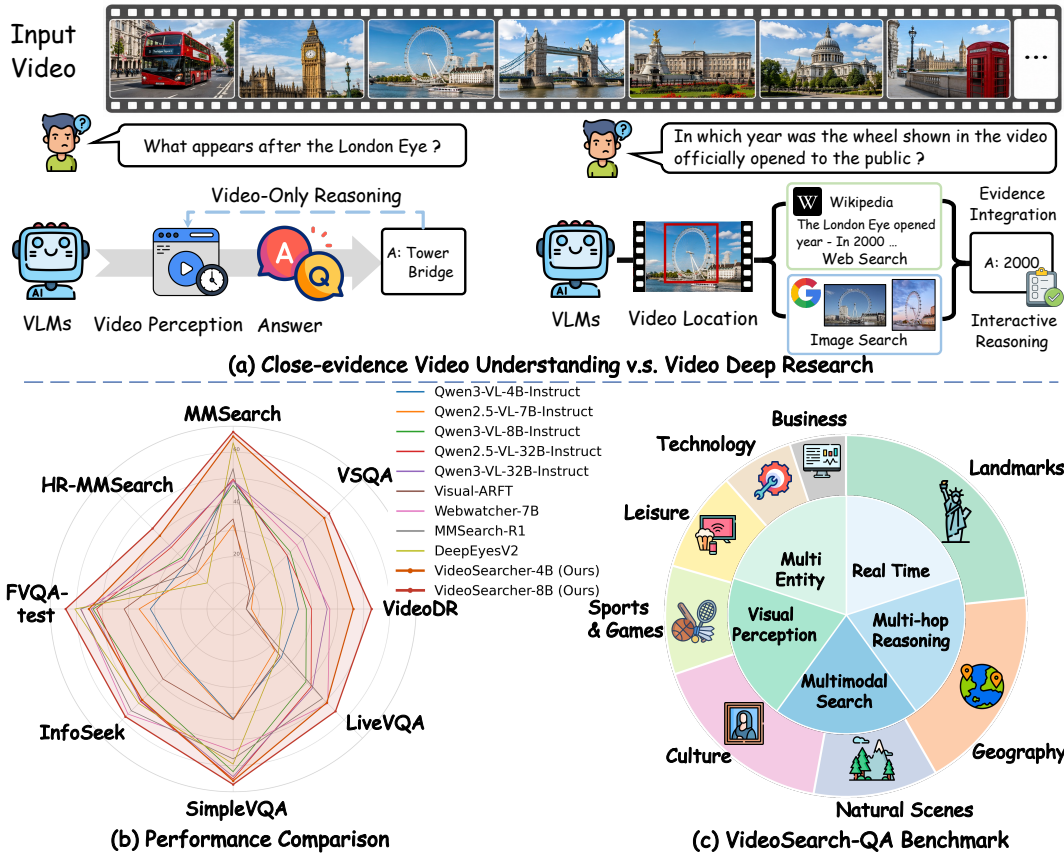 Input
Video
...
?
What appears after the London Eye ?
?
In which year was the wheel shown in the video
officially opened to the public ?
Video-Only Reasoning
AI
VLMs
Video Perception
A
Q
Answer
A: Tower
Bridge
AI
VLMs
Video Location
W
Wikipedia
The London Eye opened
year - In 2000 ...
Web Search
G
Image Search
Evidence
Integration
A: 2000
Interactive
Reasoning
(a) Close-evidence Video Understanding v.s. Video Deep Research
MMSearch
VSQA
VideoDR
LiveVQA
SimpleVQA
InfoSeek
FVQA-
test
HR-MMSearch
20
Qwen3-VL-4B-Instruct
Qwen2.5-VL-7B-Instruct
Qwen3-VL-8B-Instruct
Qwen2.5-VL-32B-Instruct
Qwen3-VL-32B-Instruct
Visual-ARFT
Webwatcher-7B
MMSearch-R1
DeepEyesV2
VideoSearcher-4B (Ours)
VideoSearcher-8B (Ours)
(b) Performance Comparison
Business
Technology
Landmarks
Leisure
Sports
& Games
Culture
Natural Scenes
Geography
Multi
Entity
Real Time
Visual
Perception
Multi-hop
Reasoning
Multimodal
Search
(c) VideoSearch-QA Benchmark